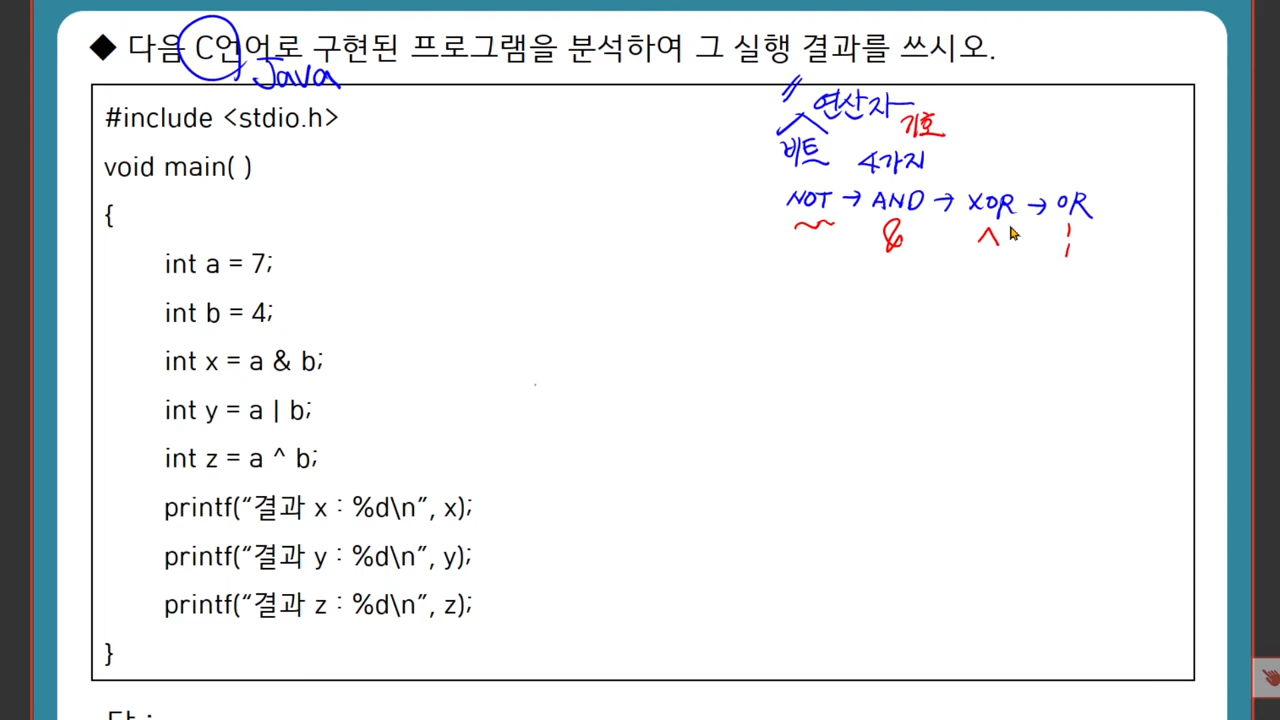 ◆ 다음 C언어로 구현된 프로그램을 분석하여 그 실행 결과를 쓰시오.
Java
#include <stdio.h>
void main( )
{
int a = 7;
int b = 4;
int x = a & b;
int y = a | b;
int z = a ^ b;
printf(“결과 x : %d\n”, x);
printf(“결과 y : %d\n”, y);
printf(“결과 z : %d\n”, z);
}
연산자 기호
비트 4가지
NOT → AND → XOR → OR
~ & ^ |